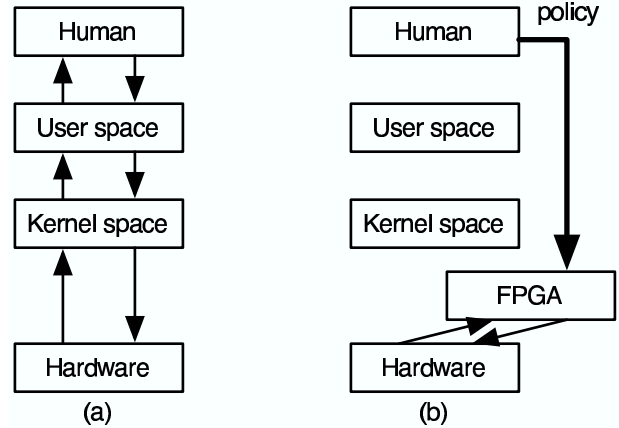 Human
User space
Kernel space
Hardware
(a)
policy
Human
User space
Kernel space
FPGA
Hardware
(b)